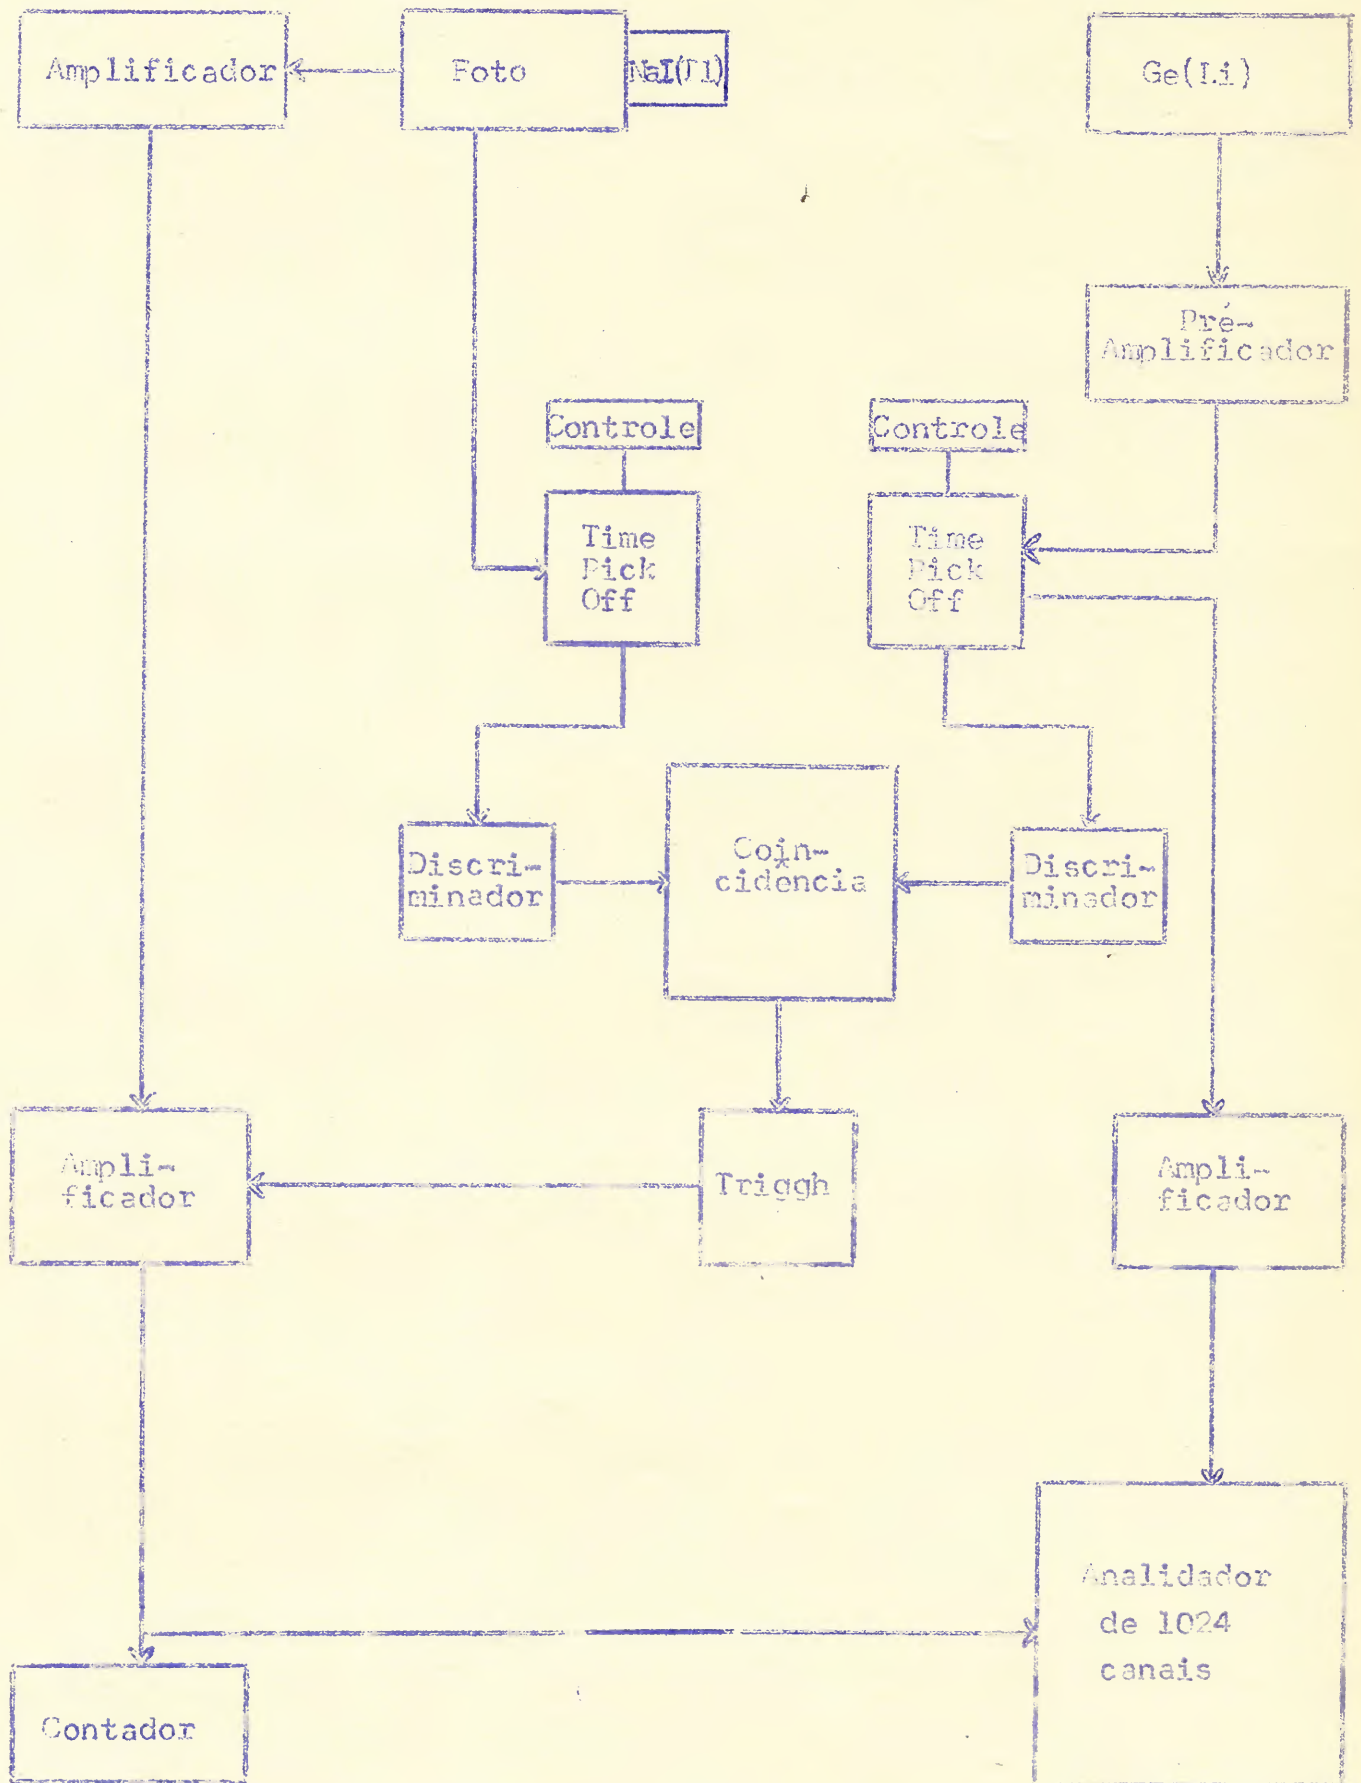 Amplificador
Foto
NaI(Tl)
Ge(Li)
Pré-
Amplificador
Controle
Controle
Time
Pick
Off
Time
Pick
Off
Discri-
minador
Coin-
cidência
Discri-
minador
Ampli-
ficador
Triggh
Ampli-
ficador
Analidador
de 1024
canais
Contador